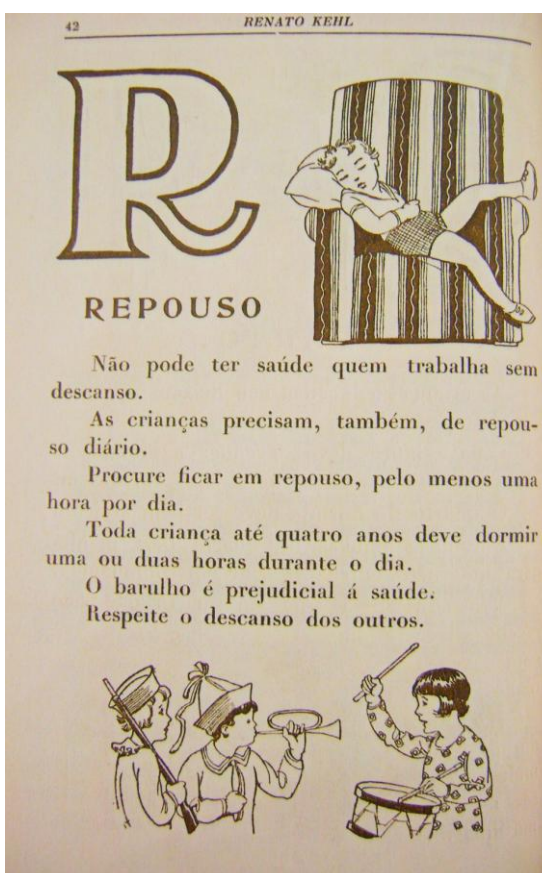 42
RENATO KEHL
R
REPOUSO
Não pode ter saúde quem trabalha sem
descanso.
As crianças precisam, também, de repou-
so diário.
Procure ficar em repouso, pelo menos uma
hora por dia.
Toda criança até quatro anos deve dormir
uma ou duas horas durante o dia.
O barulho é prejudicial á saúde.
Respeite o descanso dos outros.